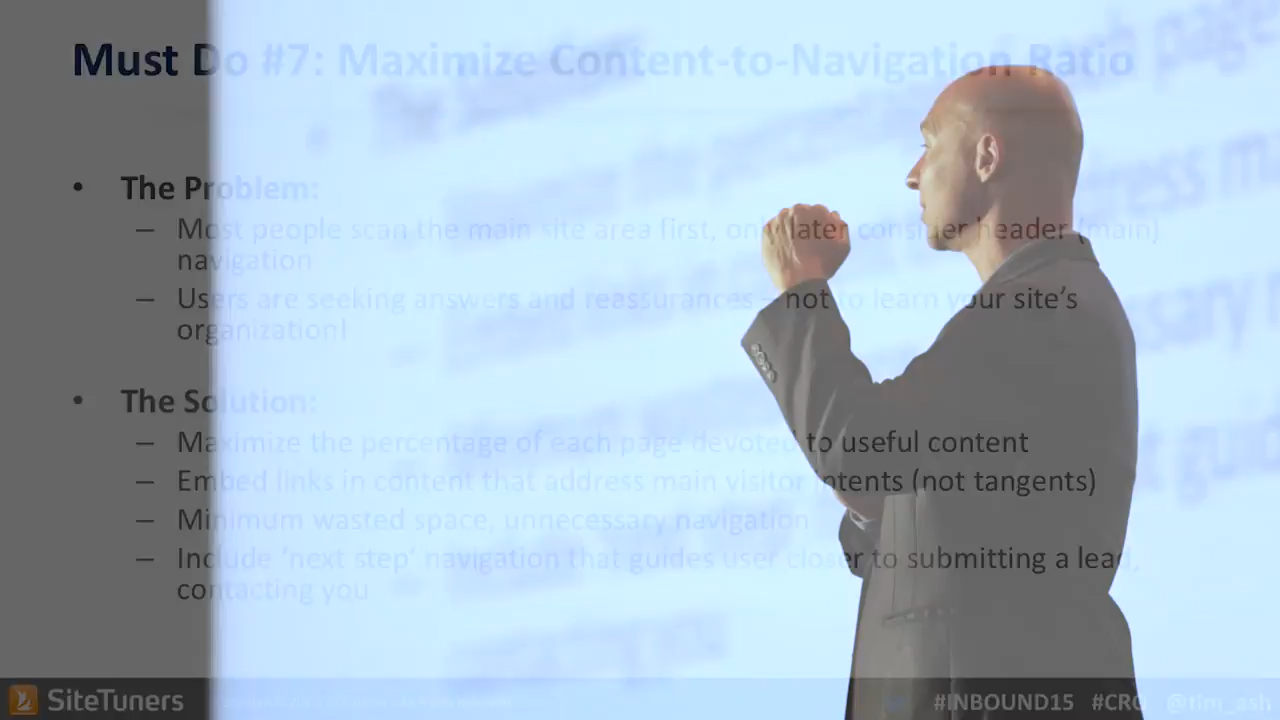 Must Do #7: Maximize Content-to-Navigation Ratio
• The Problem:
– Most people scan the main site area first, only later consider header (main)
navigation
– Users are seeking answers and reassurances – not to learn your site’s
organization!
• The Solution:
– Maximize the percentage of each page devoted to useful content
– Embed links in content that address main visitor intents (not tangents)
– Minimum wasted space, unnecessary navigation
– Include ‘next step’ navigation that guides user closer to submitting a lead,
contacting you
SiteTuners
#INBOUND15 #CRO @tim_ash